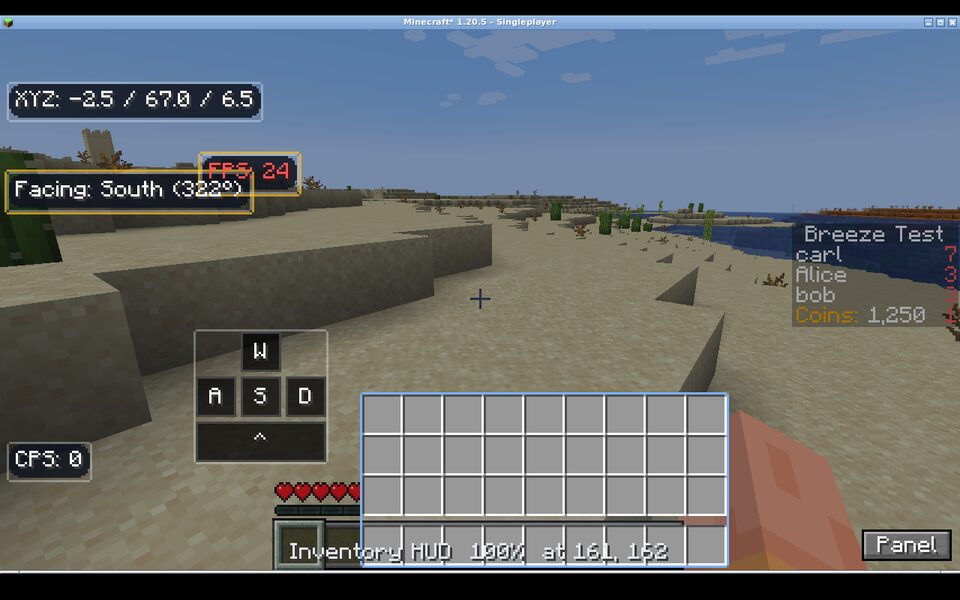 Minecraft* 1.20.5 - Singleplayer
XYZ: -2.5 / 67.0 / 6.5
FPS: 24
Facing: South (322°)
Breeze Test
carl 7
Alice 3
bob
Coins: 1,250
W
A S D
^
CPS: 0
Inventory HUD 100% at 161, 162
Panel